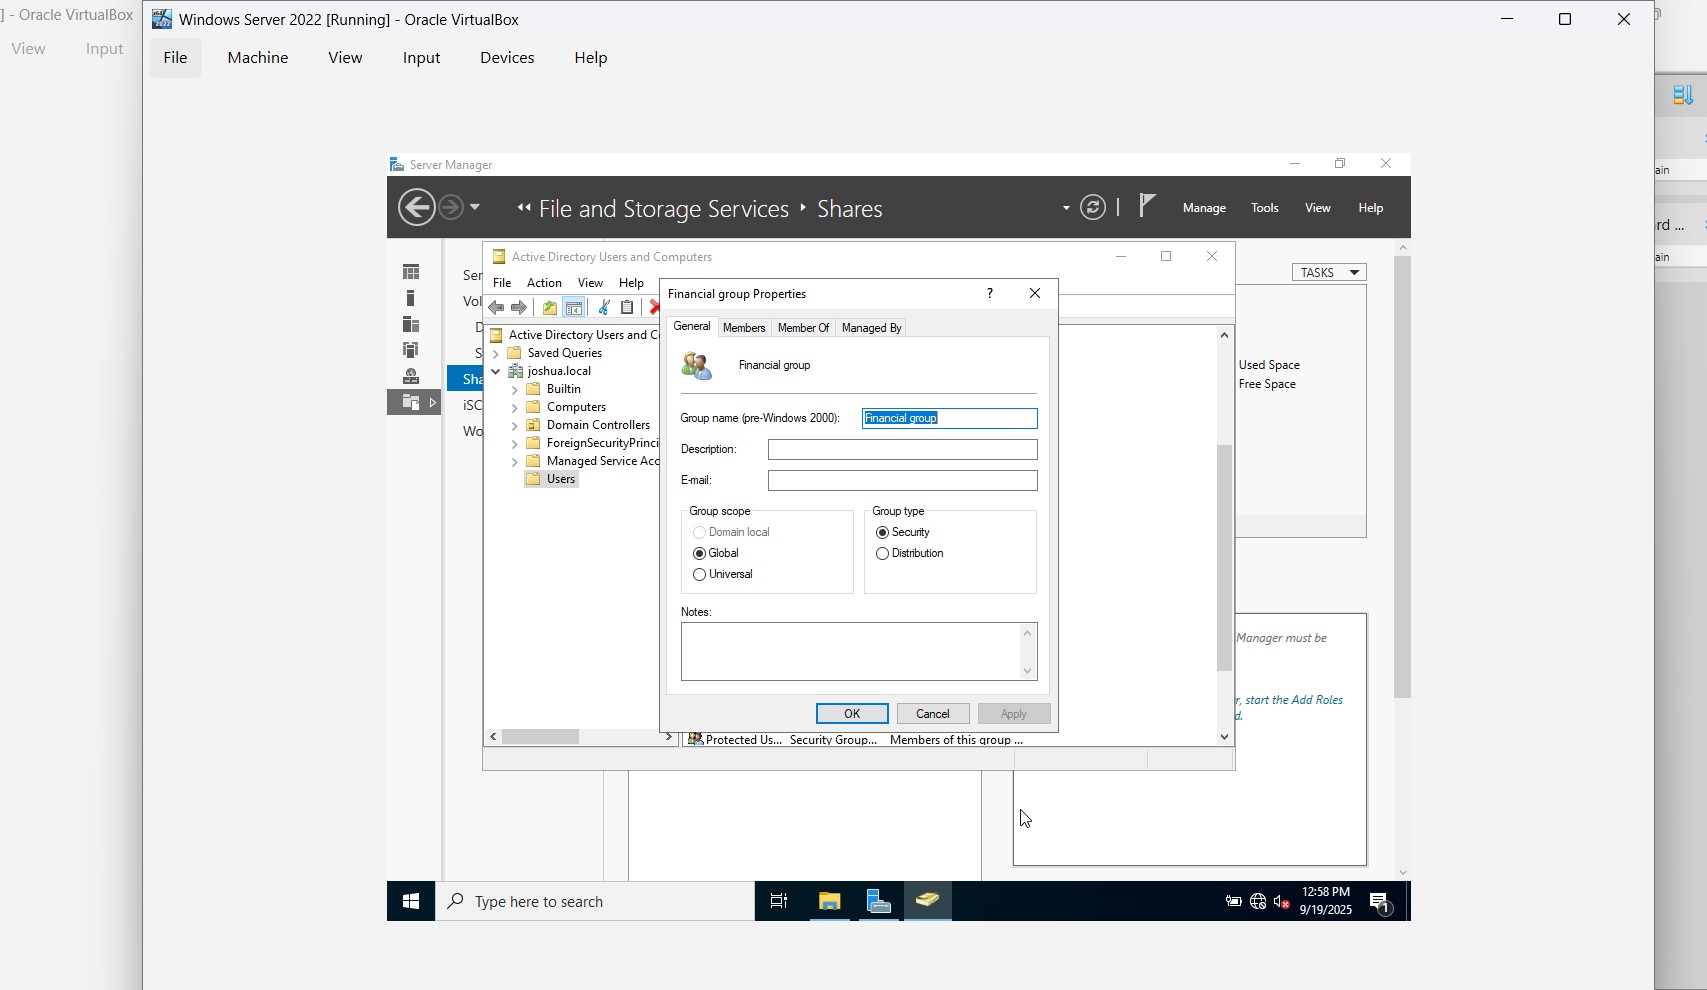 ] - Oracle VirtualBox
View Input
Windows Server 2022 [Running] - Oracle VirtualBox
File Machine View Input Devices Help
Server Manager
File and Storage Services Shares
Manage Tools View Help
Active Directory Users and Computers
File Action View Help
TASKS
Financial group Properties
?
General Members Member Of Managed By
Active Directory Users and C
Saved Queries
joshua.local
Builtin
Computers
Domain Controllers
ForeignSecurityPrinci
Managed Service Acc
Users
Ser
Vol
D
S
Sha
iSC
Wo
Financial group
Group name (pre-Windows 2000): Financial group
Description:
E-mail:
Group scope
Domain local
Global
Universal
Group type
Security
Distribution
Notes:
OK Cancel Apply
Protected Us... Security Group... Members of this group ...
Used Space
Free Space
Manager must be
r, start the Add Roles
d.
ain
rd ...
ain
Type here to search
12:58 PM
9/19/2025
1